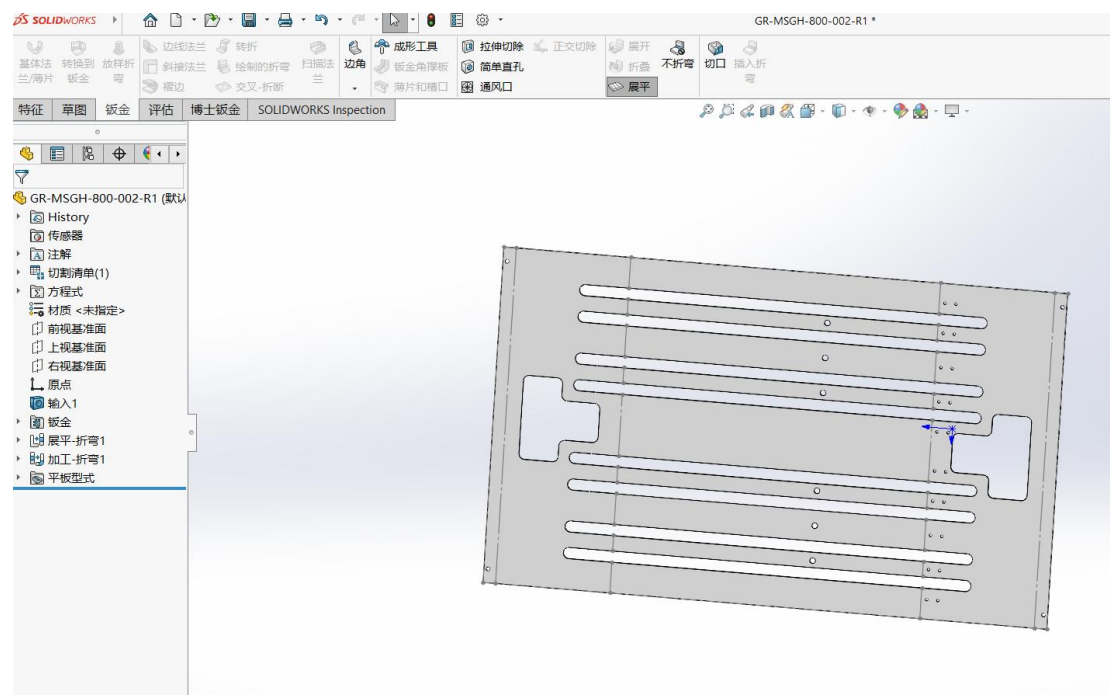 SOLIDWORKS
GR-MSGH-800-002-R1 *
基体法兰/薄片
转换到钣金
放样折弯
边线法兰
斜接法兰
褶边
转折
绘制的折弯
交叉-折断
扫描法兰
边角
成形工具
钣金角撑板
薄片和槽口
拉伸切除
简单直孔
通风口
正交切除
展开
折叠
展平
不折弯
切口
插入折弯
特征 草图 钣金 评估 博士钣金 SOLIDWORKS Inspection
GR-MSGH-800-002-R1 (默认
History
传感器
注解
切割清单(1)
方程式
材质 <未指定>
前视基准面
上视基准面
右视基准面
原点
输入1
钣金
展平-折弯1
加工-折弯1
平板型式